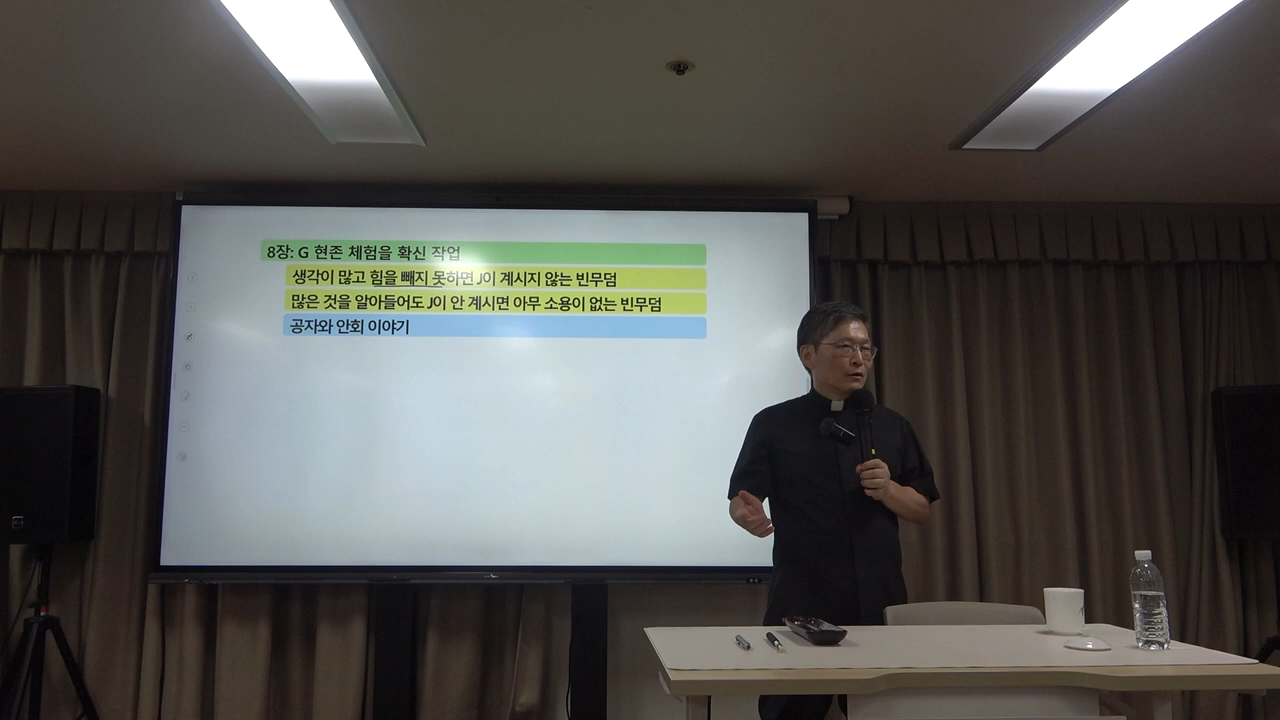 8장: G 현존 체험을 확신 작업
생각이 많고 힘을 빼지 못하면 J이 계시지 않는 빈무덤
많은 것을 알아들어도 J이 안 계시면 아무 소용이 없는 빈무덤
공자와 안회 이야기